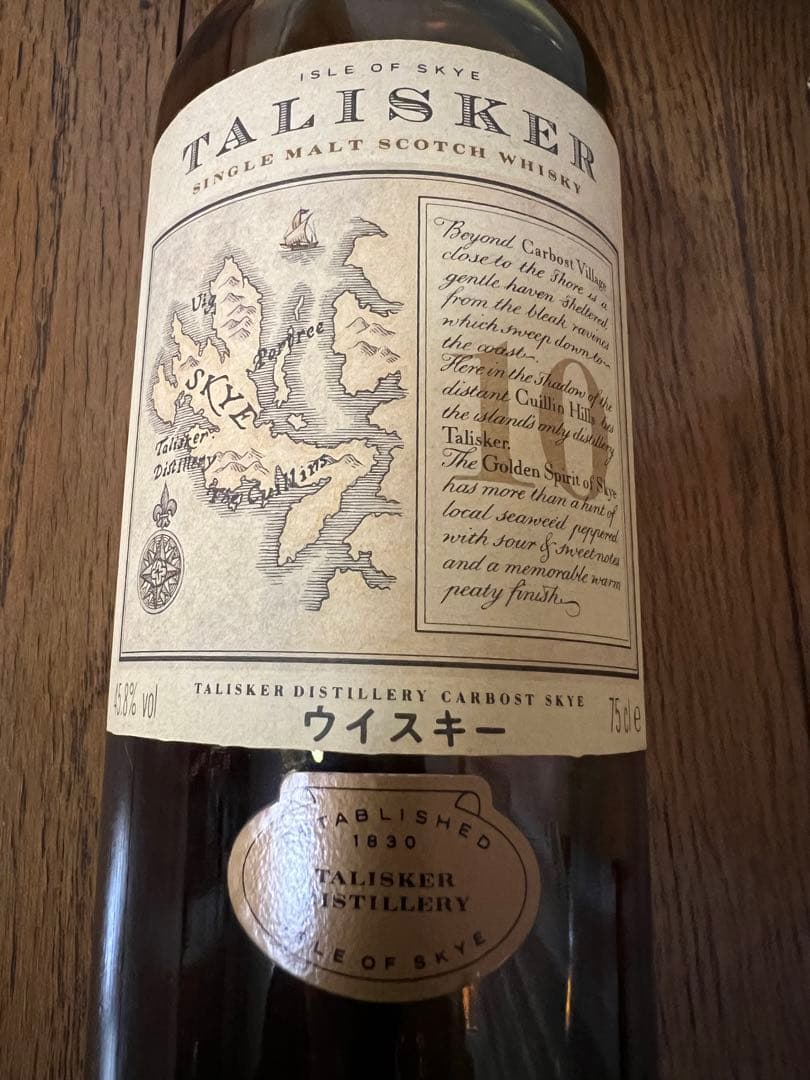 ISLE OF SKYE
TALISKER
SINGLE MALT SCOTCH WHISKY
Uig
Portree
SKYE
Talisker
Distillery
The Cuillins
10
Beyond Carbost Village
close to the shore is a
gentle haven sheltered
from the bleak ravines
which sweep down to
the coast.
Here in the shadow of the
distant Cuillin Hills lies
the island's only distillery
Talisker.
The Golden Spirit of Skye
has more than a hint of
local seaweed peppered
with sour & sweet notes
and a memorable warm
peaty finish.
45.8% vol
TALISKER DISTILLERY CARBOST SKYE
75 cl e
ウイスキー
ESTABLISHED
1830
TALISKER
DISTILLERY
ISLE OF SKYE